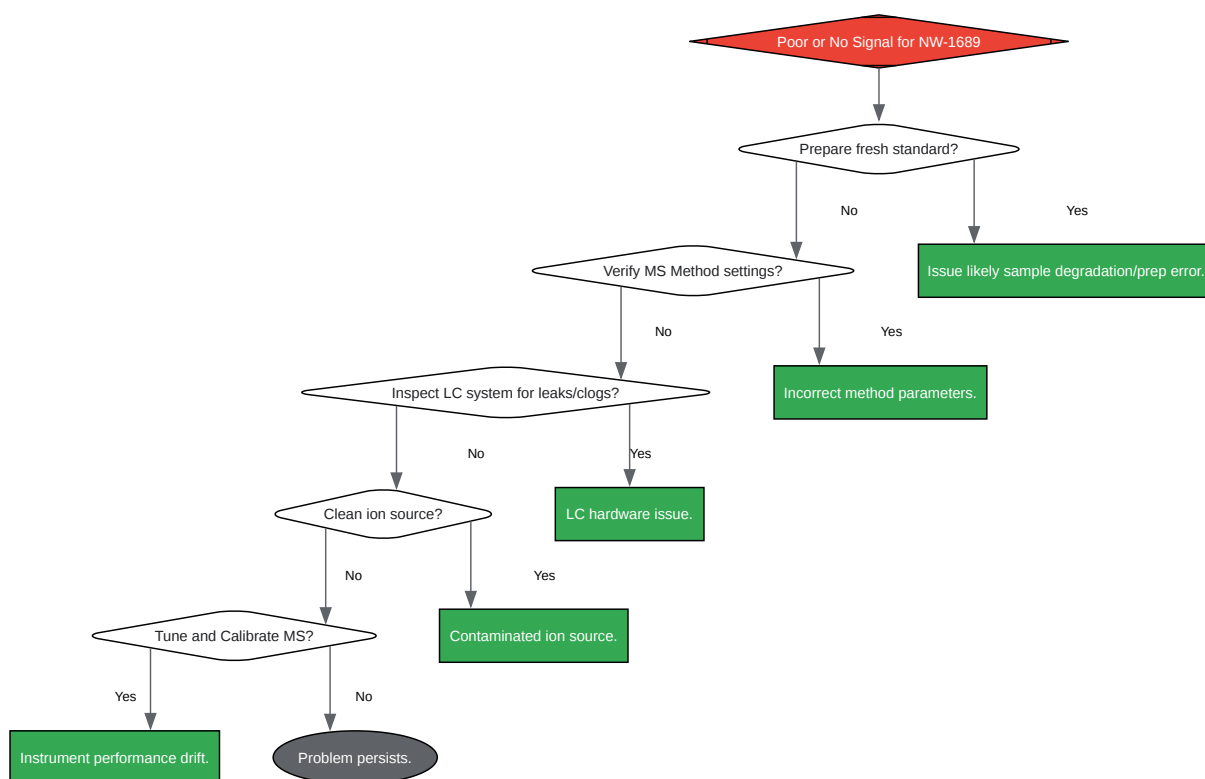 Poor or No Signal for NW-1689
Prepare fresh standard?
No
Yes
Verify MS Method settings?
Issue likely sample degradation/prep error.
No
Yes
Inspect LC system for leaks/clogs?
Incorrect method parameters.
No
Yes
Clean ion source?
LC hardware issue.
No
Yes
Tune and Calibrate MS?
Contaminated ion source.
Yes
No
Instrument performance drift.
Problem persists.